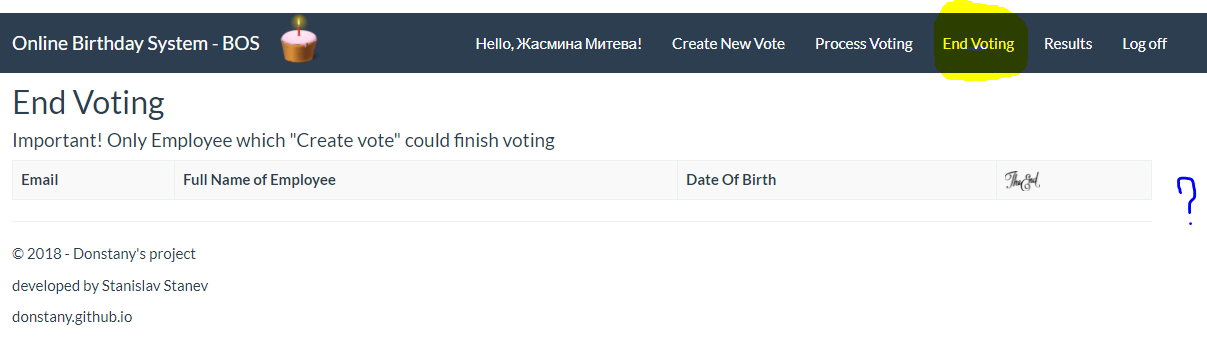 Online Birthday System - BOS Hello, Жасмина Митева! Create New Vote Process Voting End Voting Results Log off
End Voting
Important! Only Employee which "Create vote" could finish voting
Email Full Name of Employee Date Of Birth The End
?
© 2018 - Donstany's project
developed by Stanislav Stanev
donstany.github.io